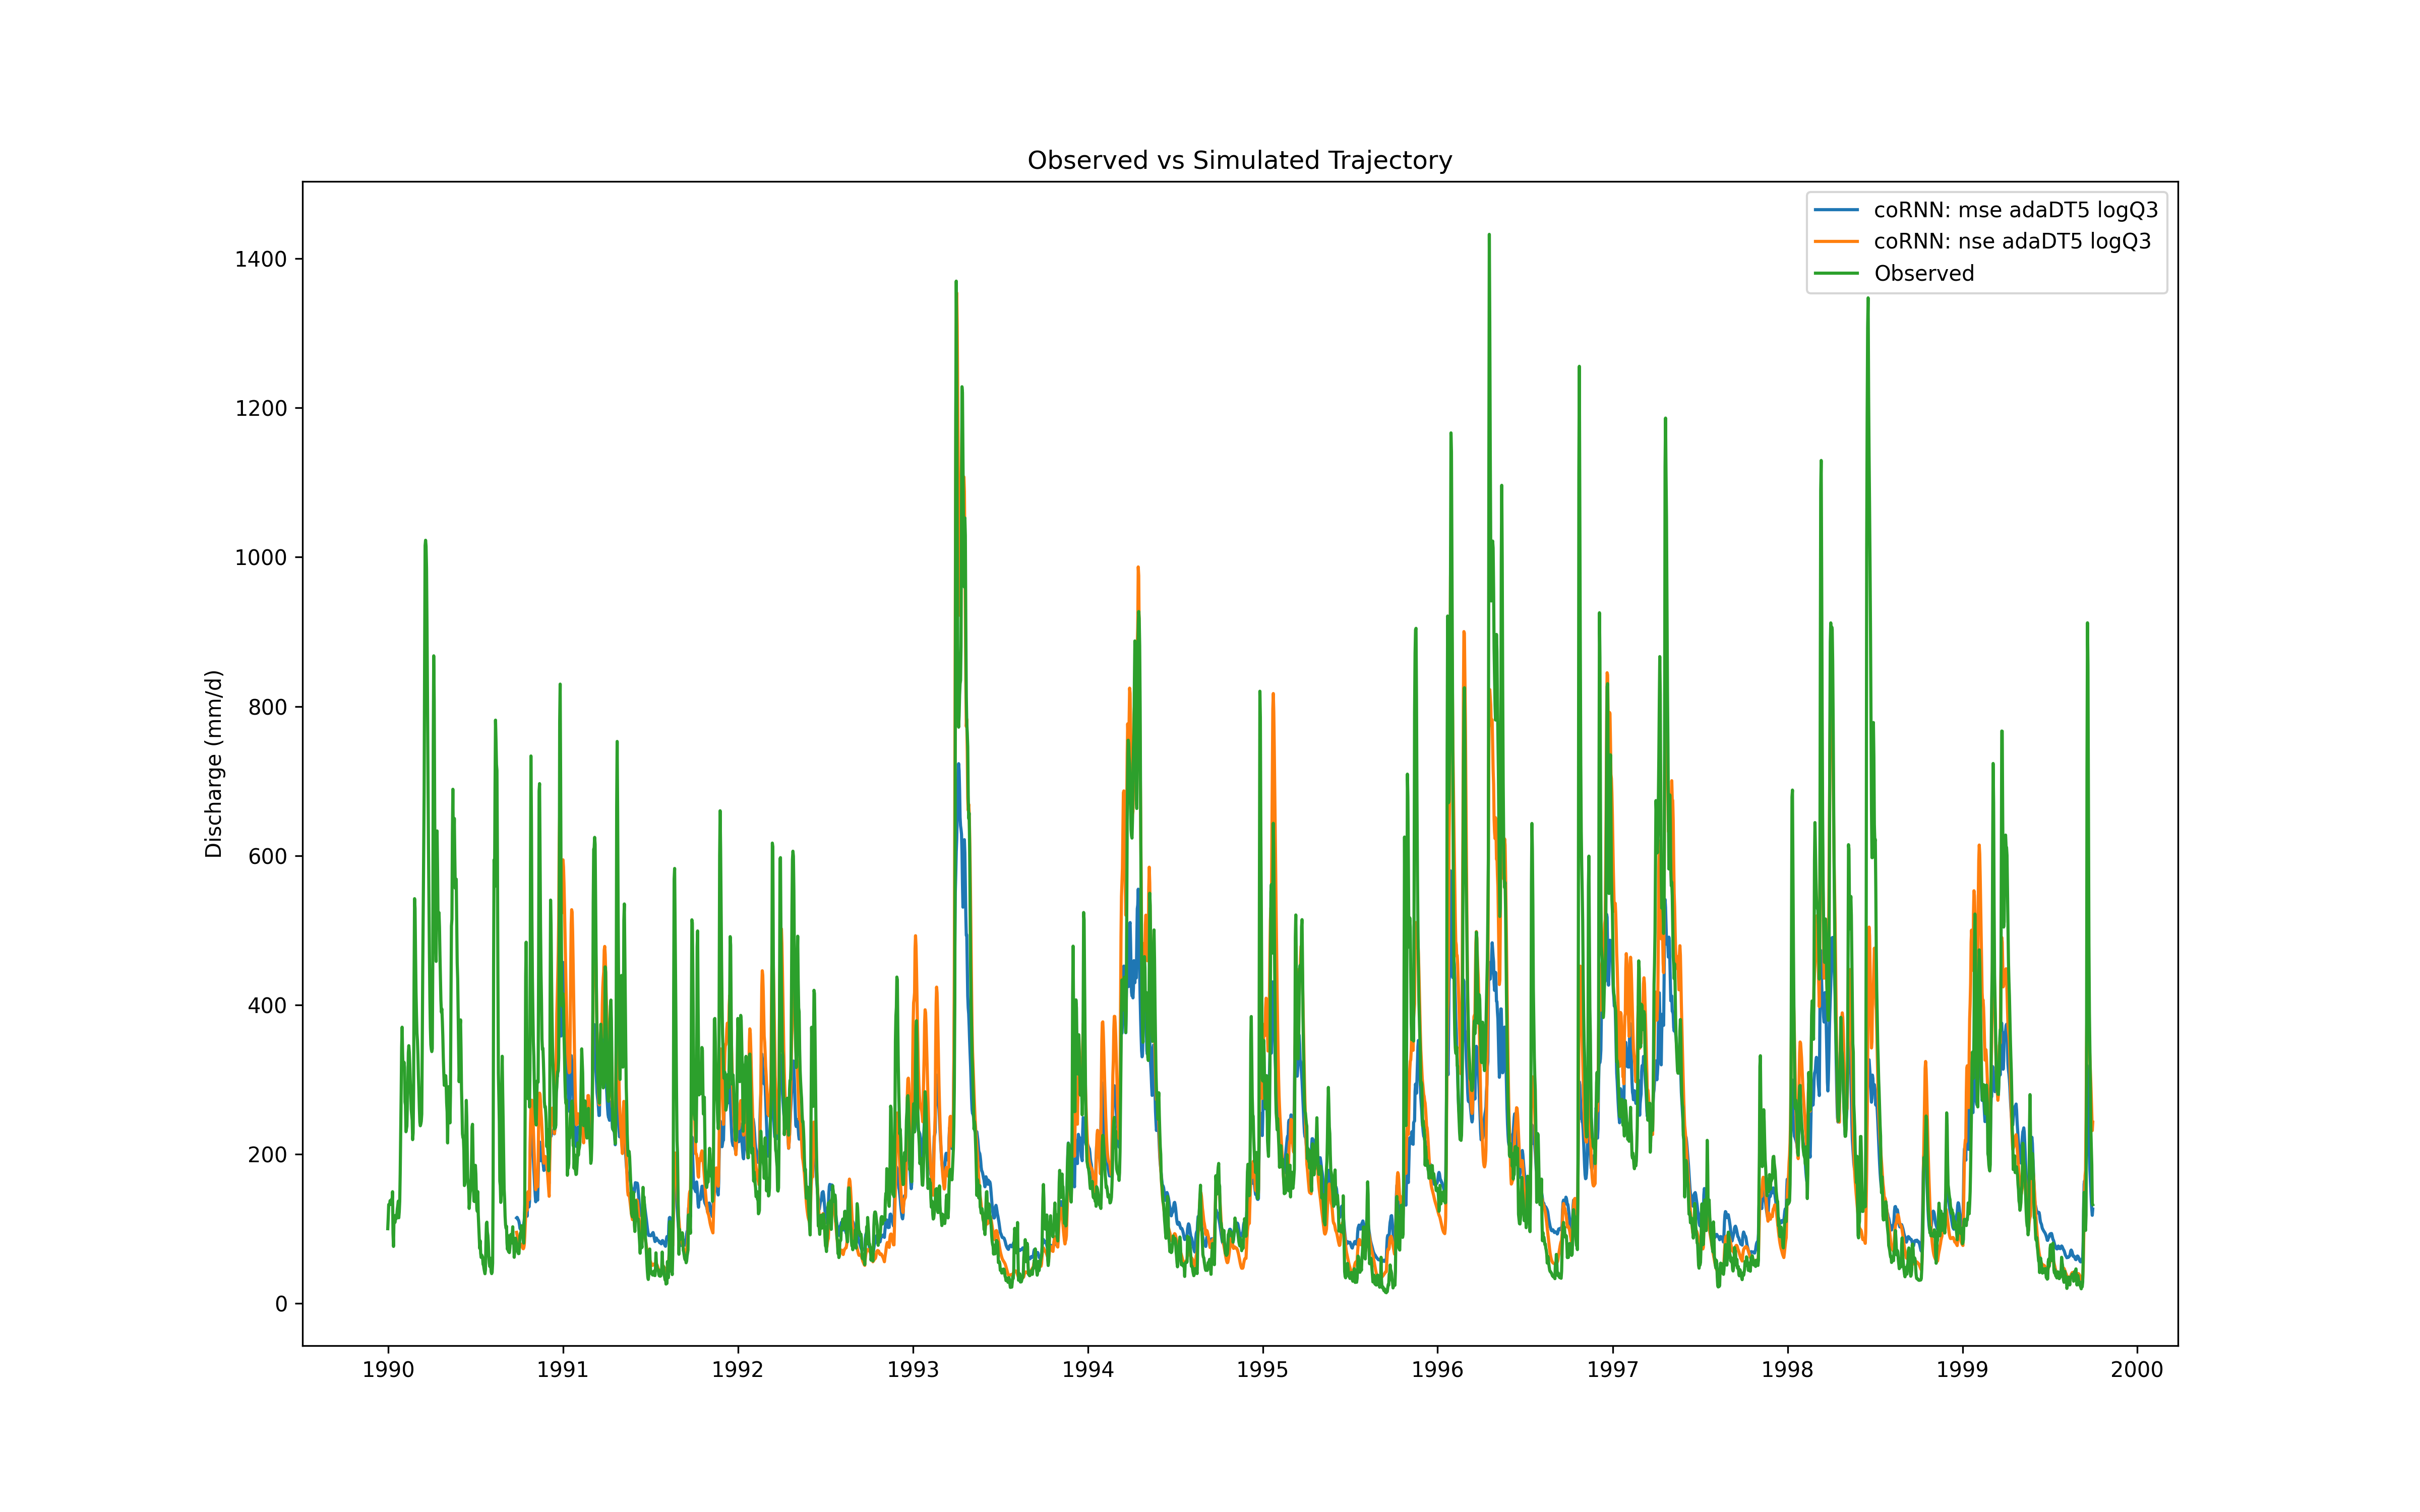 Observed vs Simulated Trajectory
coRNN: mse adaDT5 logQ3
coRNN: nse adaDT5 logQ3
Observed
Discharge (mm/d)
1400
1200
1000
800
600
400
200
0
1990 1991 1992 1993 1994 1995 1996 1997 1998 1999 2000